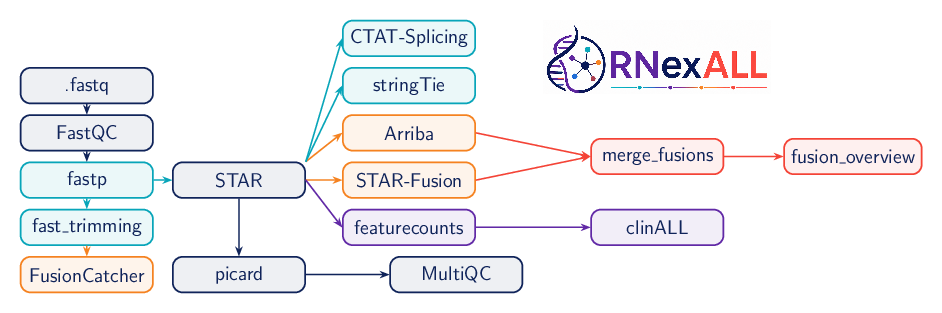 CTAT-Splicing
RNexALL
.fastq
stringTie
FastQC
Arriba
merge_fusions
fusion_overview
fastp
STAR
STAR-Fusion
fast_trimming
featurecounts
clinALL
FusionCatcher
picard
MultiQC